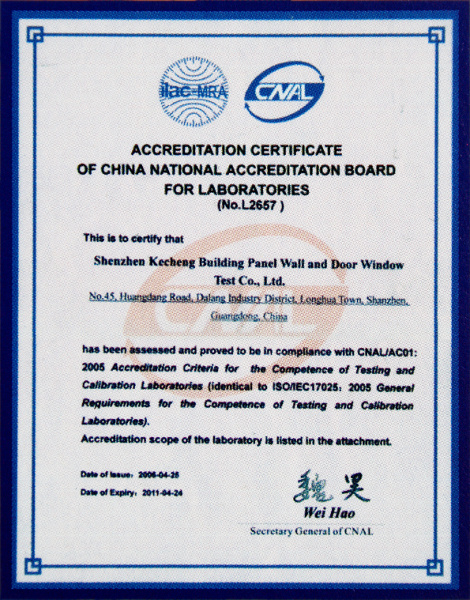 ilac-MRA
CNAL
ACCREDITATION CERTIFICATE
OF CHINA NATIONAL ACCREDITATION BOARD
FOR LABORATORIES
(No.L2657 )
This is to certify that
Shenzhen Kecheng Building Panel Wall and Door Window
Test Co., Ltd.
No.45, Huangdang Road, Dalang Industry District, Longhua Town, Shanzhen,
Guangdong, China
CNAL
has been assessed and proved to be in compliance with CNAL/AC01:
2005 Accreditation Criteria for the Competence of Testing and
Calibration Laboratories (identical to ISO/IEC17025: 2005 General
Requirements for the Competence of Testing and Calibration
Laboratories).
Accreditation scope of the laboratory is listed in the attachment.
Date of Issue: 2006-04-25
Date of Expiry: 2011-04-24
魏昊
Wei Hao
Secretary General of CNAL